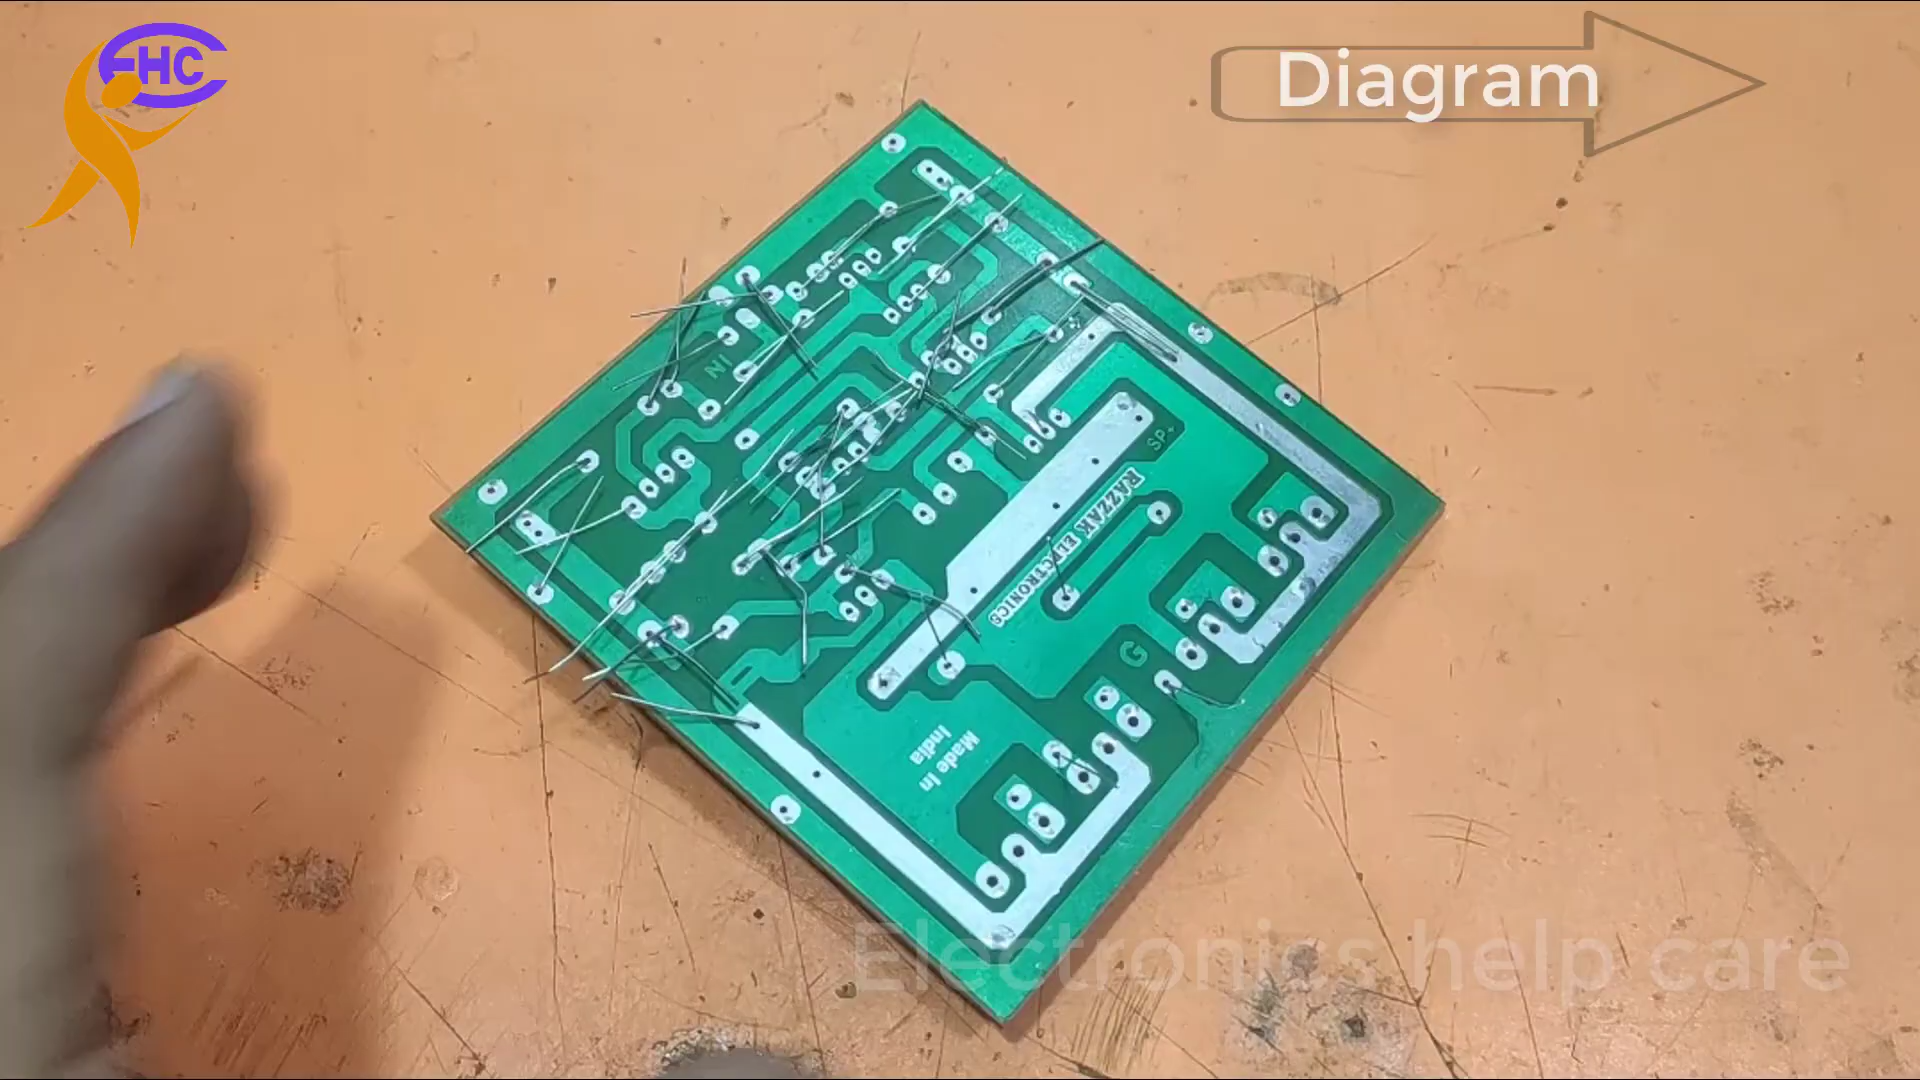 EHC
Diagram
IN
SP+
RAZZAK ELECTRONICS
G
Made In
India
Electronics help care